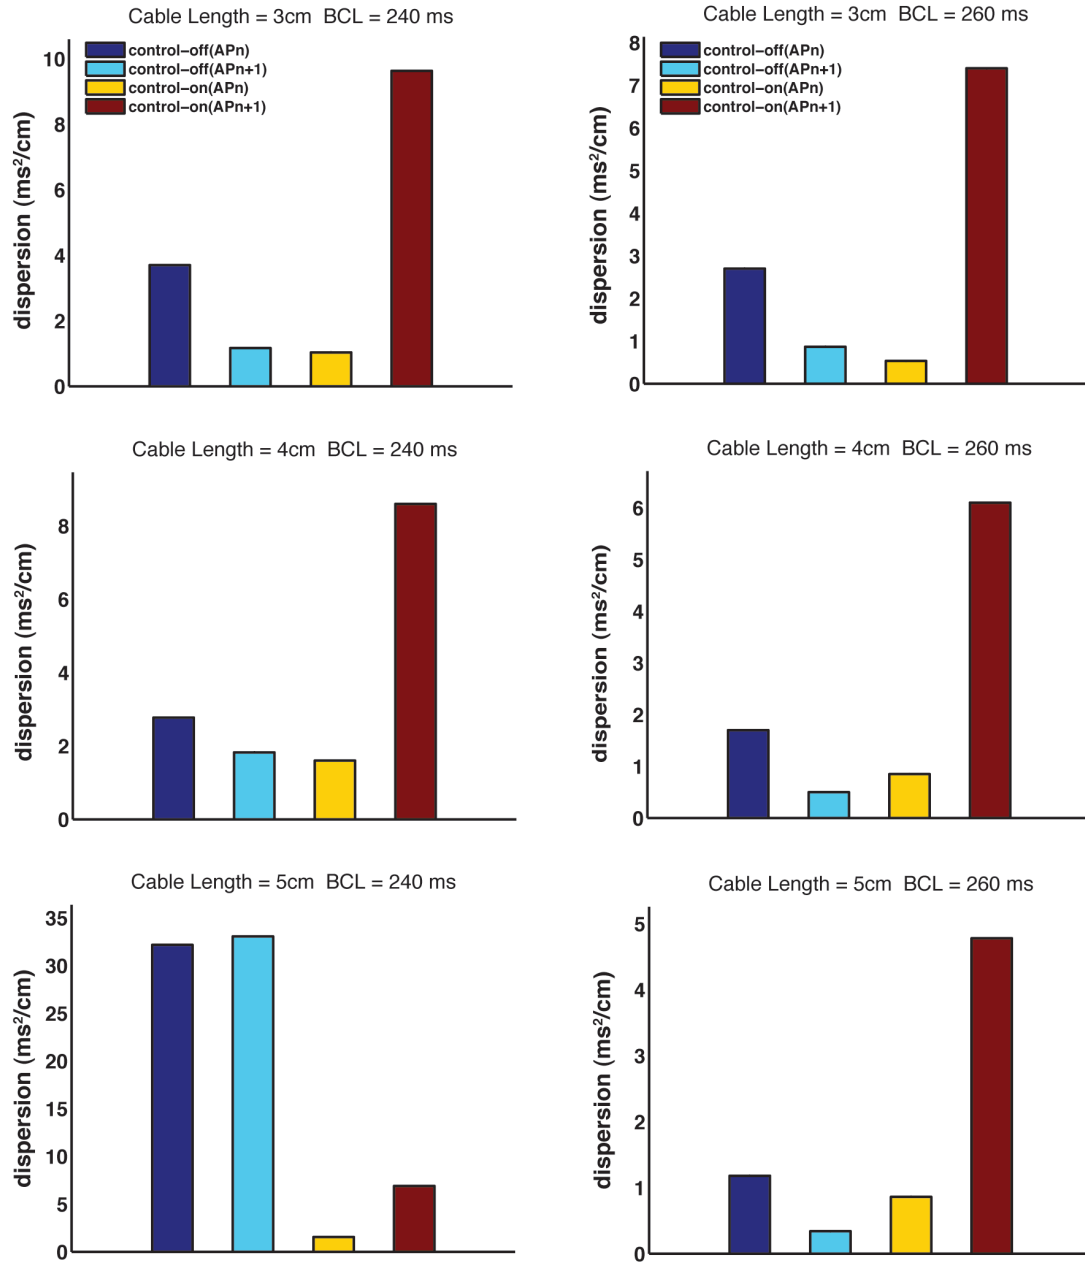 Cable Length = 3cm  BCL = 240 ms
dispersion (ms²/cm)
10
8
6
4
2
0
control-off(APn)
control-off(APn+1)
control-on(APn)
control-on(APn+1)
Cable Length = 3cm  BCL = 260 ms
dispersion (ms²/cm)
8
7
6
5
4
3
2
1
0
control-off(APn)
control-off(APn+1)
control-on(APn)
control-on(APn+1)
Cable Length = 4cm  BCL = 240 ms
dispersion (ms²/cm)
8
6
4
2
0
Cable Length = 4cm  BCL = 260 ms
dispersion (ms²/cm)
6
5
4
3
2
1
0
Cable Length = 5cm  BCL = 240 ms
dispersion (ms²/cm)
35
30
25
20
15
10
5
0
Cable Length = 5cm  BCL = 260 ms
dispersion (ms²/cm)
5
4
3
2
1
0